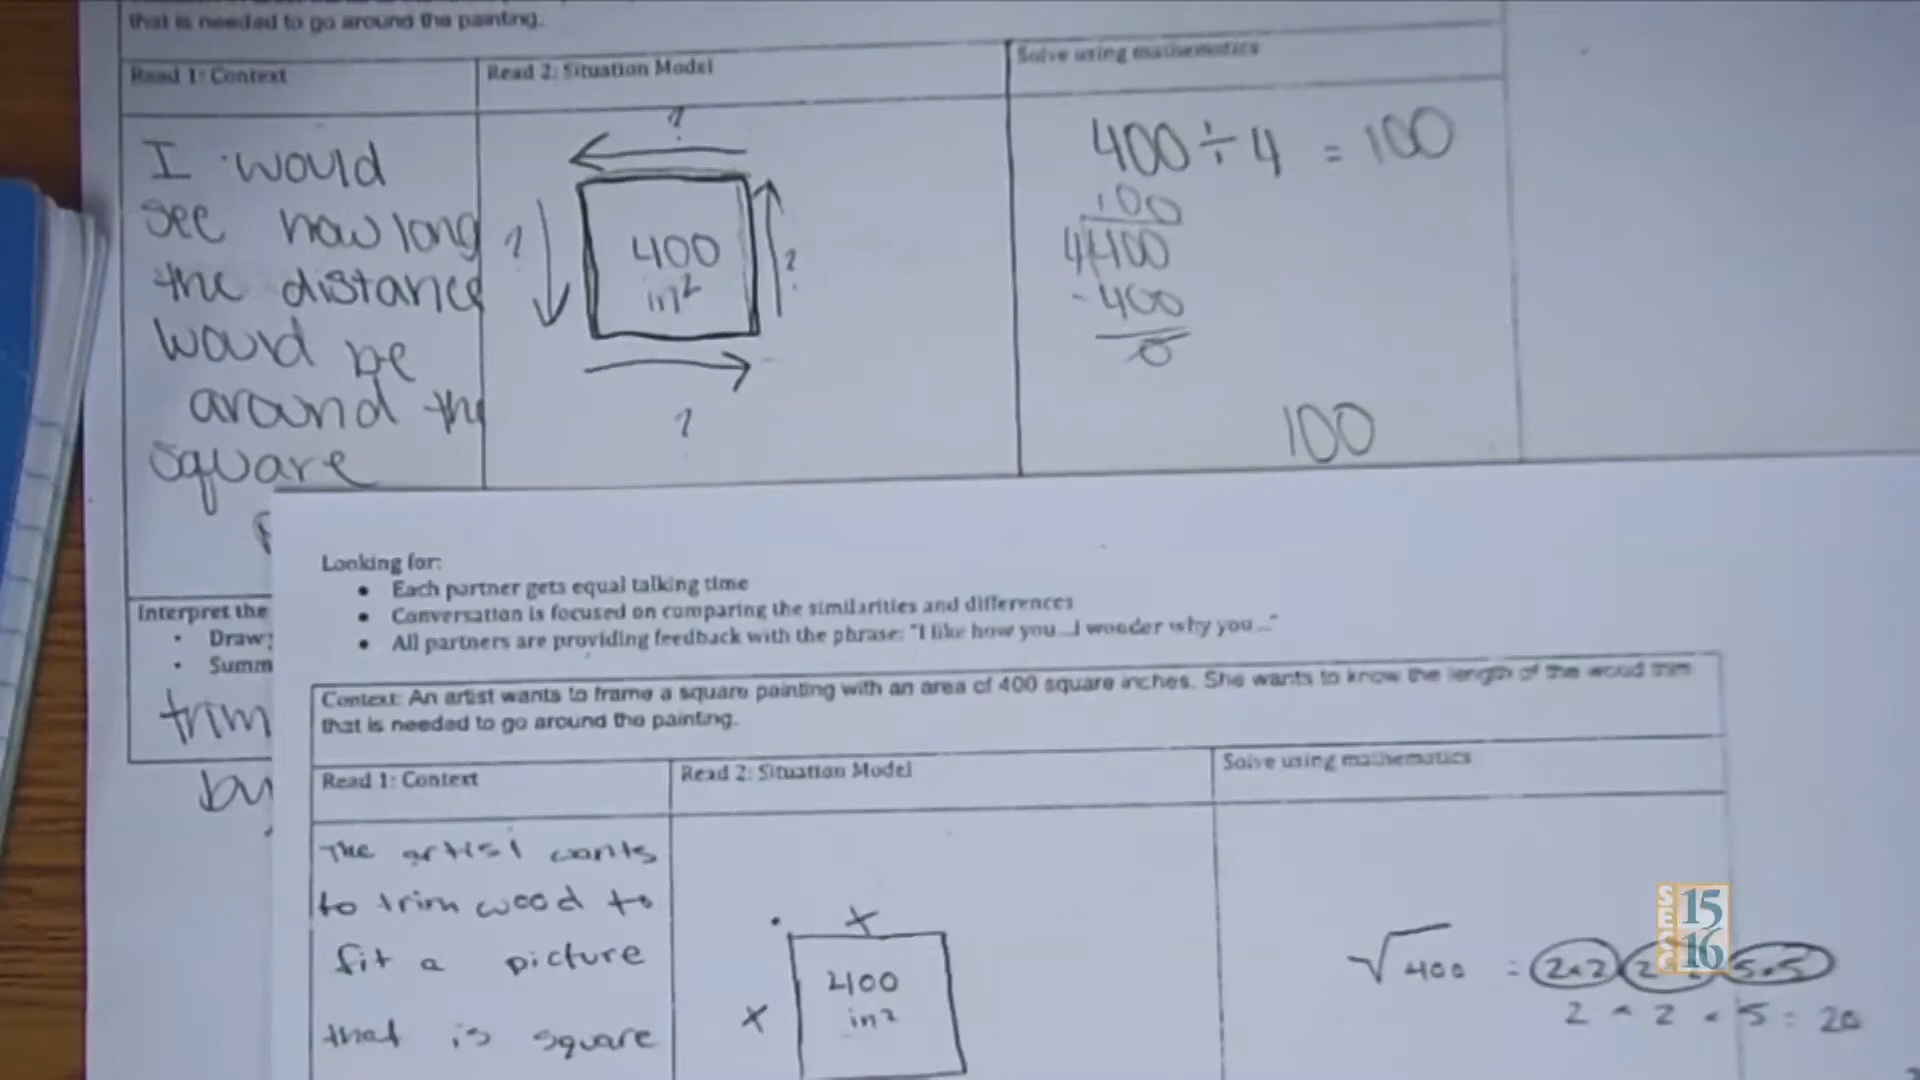 that is needed to go around the painting.
Read 1: Context
Read 2: Situation Model
Solve using mathematics
I would
see how long
the distance
would be
around the
square
?
?
400
in²
?
?
400 ÷ 4 = 100
100
4 400
- 400
0
100
Interpret the
• Draw
• Summ
trim
by
Looking for:
• Each partner gets equal talking time
• Conversation is focused on comparing the similarities and differences
• All partners are providing feedback with the phrase: "I like how you...I wonder why you..."
Context: An artist wants to frame a square painting with an area of 400 square inches. She wants to know the length of the wood trim
that is needed to go around the painting.
Read 1: Context
Read 2: Situation Model
Solve using mathematics
The artist wants
to trim wood to
fit a picture
that is square
x
x
400
in²
√400 = 2·2 2 5·5
2 · 2 · 5 = 20
SEGS
15
16